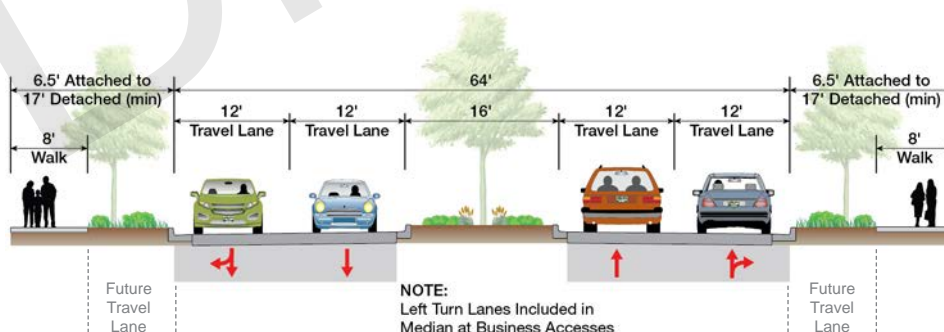 6.5' Attached to
17' Detached (min)
64'
6.5' Attached to
17' Detached (min)
12'
Travel Lane
12'
Travel Lane
16'
12'
Travel Lane
12'
Travel Lane
8'
Walk
8'
Walk
Future
Travel
Lane
NOTE:
Left Turn Lanes Included in
Median at Business Accesses
Future
Travel
Lane